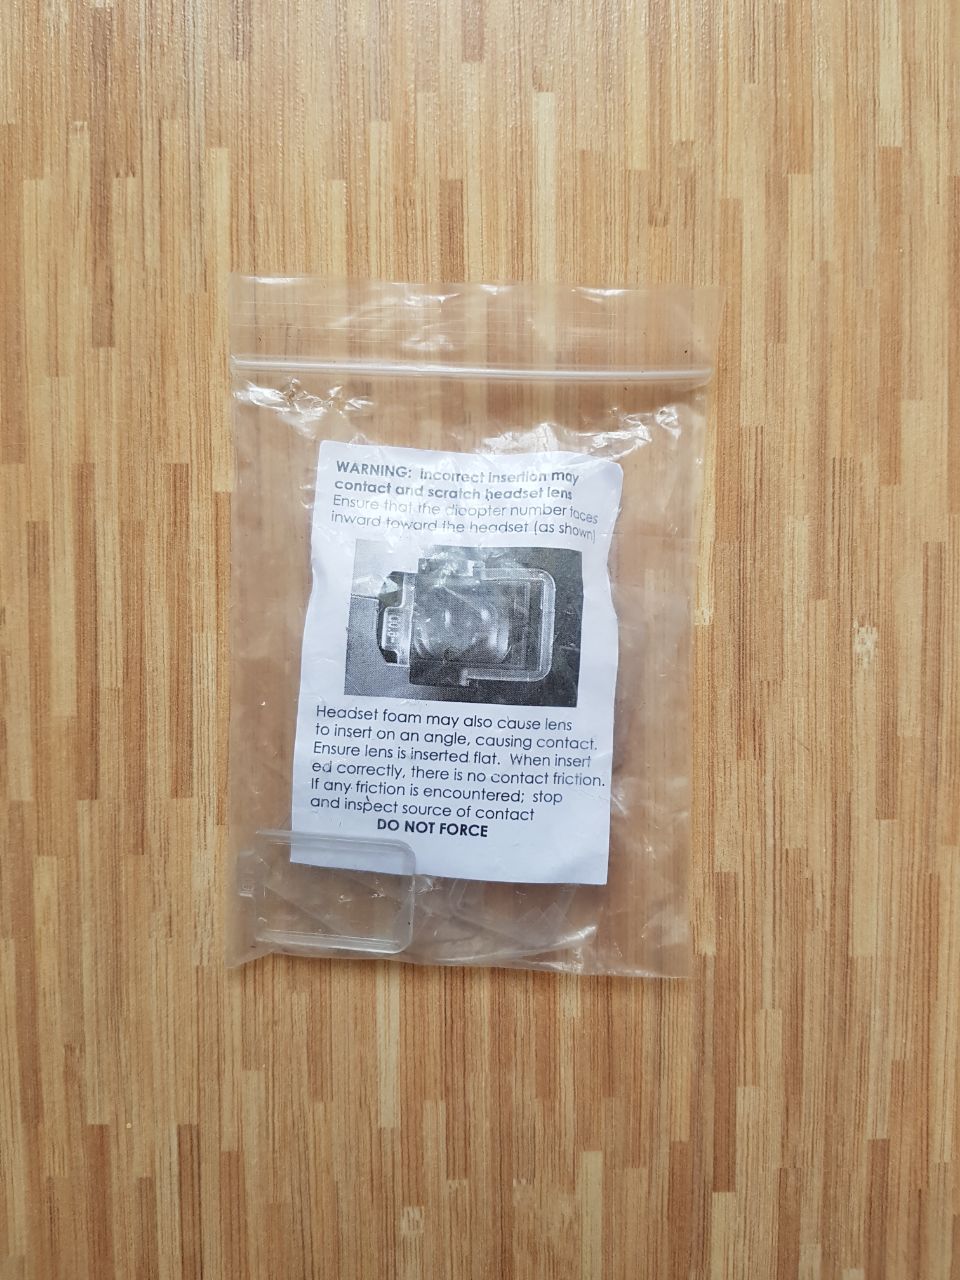 WARNING: Incorrect insertion may
contact and scratch headset lens
Ensure that the dioopter number faces
inward toward the headset (as shown)
Headset foam may also cause lens
to insert on an angle, causing contact.
Ensure lens is inserted flat. When insert
ed correctly, there is no contact friction.
If any friction is encountered; stop
and inspect source of contact
DO NOT FORCE